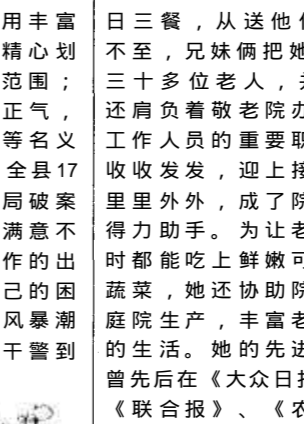 用丰富
精心划
范围；
正气，
等名义
全县17
局破案
满意不
作的出
己的困
风暴潮
干警到
日三餐，从送他
不至，兄妹俩把她
三十多位老人，
还肩负着敬老院办
工作人员的重要职
收收发发，迎上接
里里外外，成了院
得力助手。为让老
时都能吃上鲜嫩可
蔬菜，她还协助院
庭院生产，丰富老
的生活。她的先进
曾先后在《大众日报
《联合报》、《农